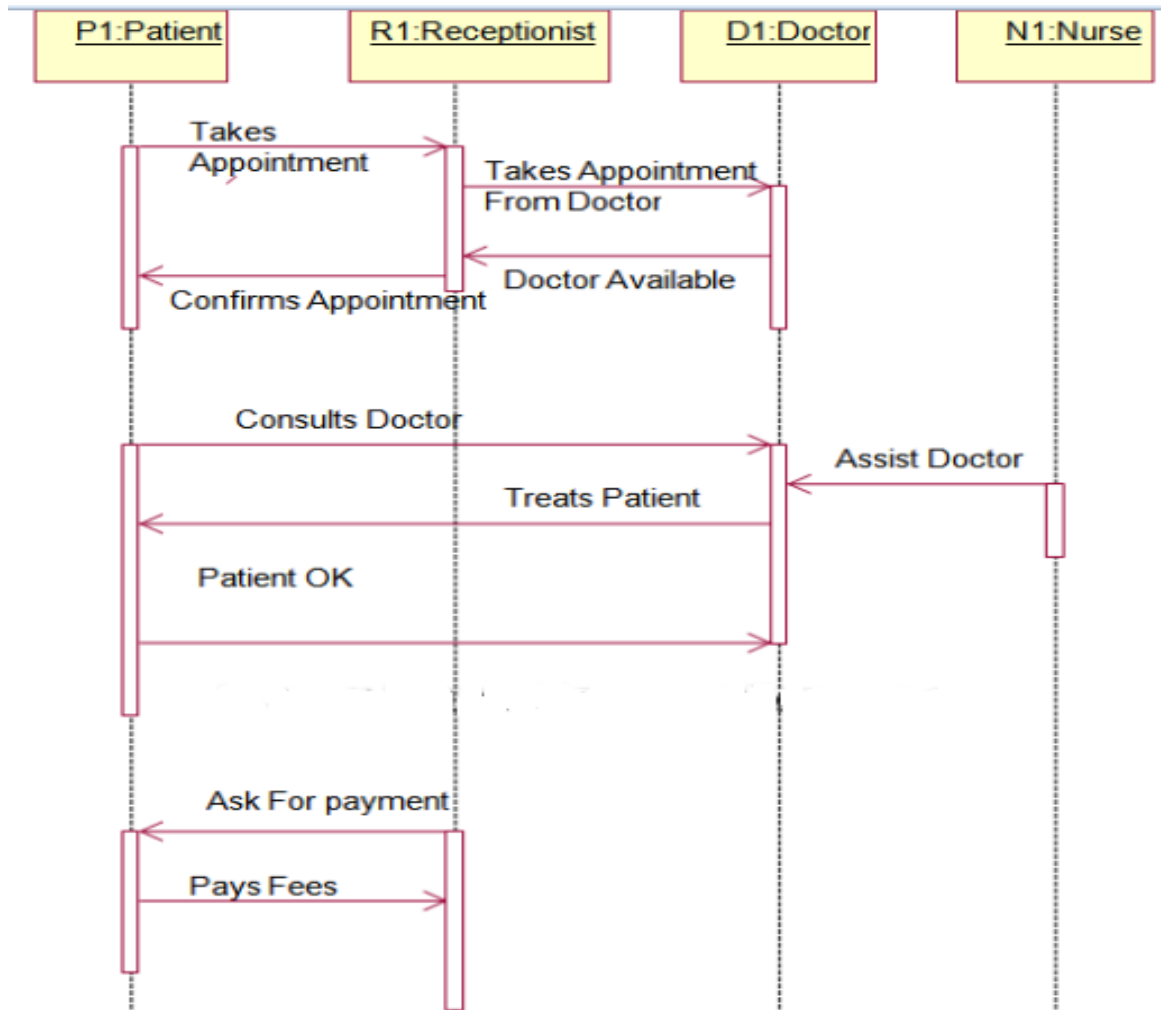 P1:Patient
R1:Receptionist
D1:Doctor
N1:Nurse
Takes
Appointment
Takes Appointment
From Doctor
Doctor Available
Confirms Appointment
Consults Doctor
Assist Doctor
Treats Patient
Patient OK
Ask For payment
Pays Fees